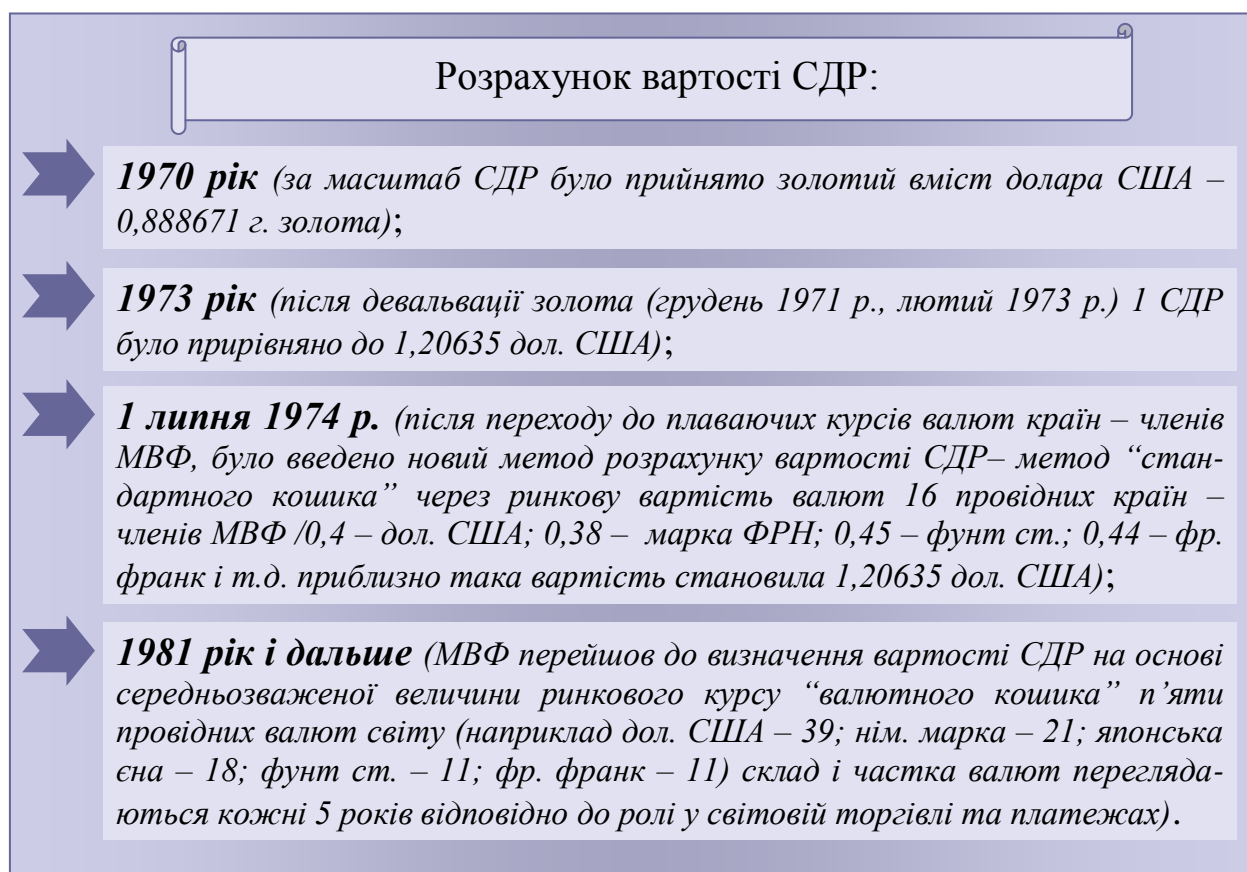 Розрахунок вартості СДР:
1970 рік (за масштаб СДР було прийнято золотий вміст долара США –
0,888671 г. золота);
1973 рік (після девальвації золота (грудень 1971 р., лютий 1973 р.) 1 СДР
було прирівняно до 1,20635 дол. США);
1 липня 1974 р. (після переходу до плаваючих курсів валют країн – членів
МВФ, було введено новий метод розрахунку вартості СДР– метод “стан-
дартного кошика” через ринкову вартість валют 16 провідних країн –
членів МВФ /0,4 – дол. США; 0,38 – марка ФРН; 0,45 – фунт ст.; 0,44 – фр.
франк і т.д. приблизно така вартість становила 1,20635 дол. США);
1981 рік і дальше (МВФ перейшов до визначення вартості СДР на основі
середньозваженої величини ринкового курсу “валютного кошика” п’яти
провідних валют світу (наприклад дол. США – 39; нім. марка – 21; японська
єна – 18; фунт ст. – 11; фр. франк – 11) склад і частка валют перегляда-
ються кожні 5 років відповідно до ролі у світовій торгівлі та платежах).